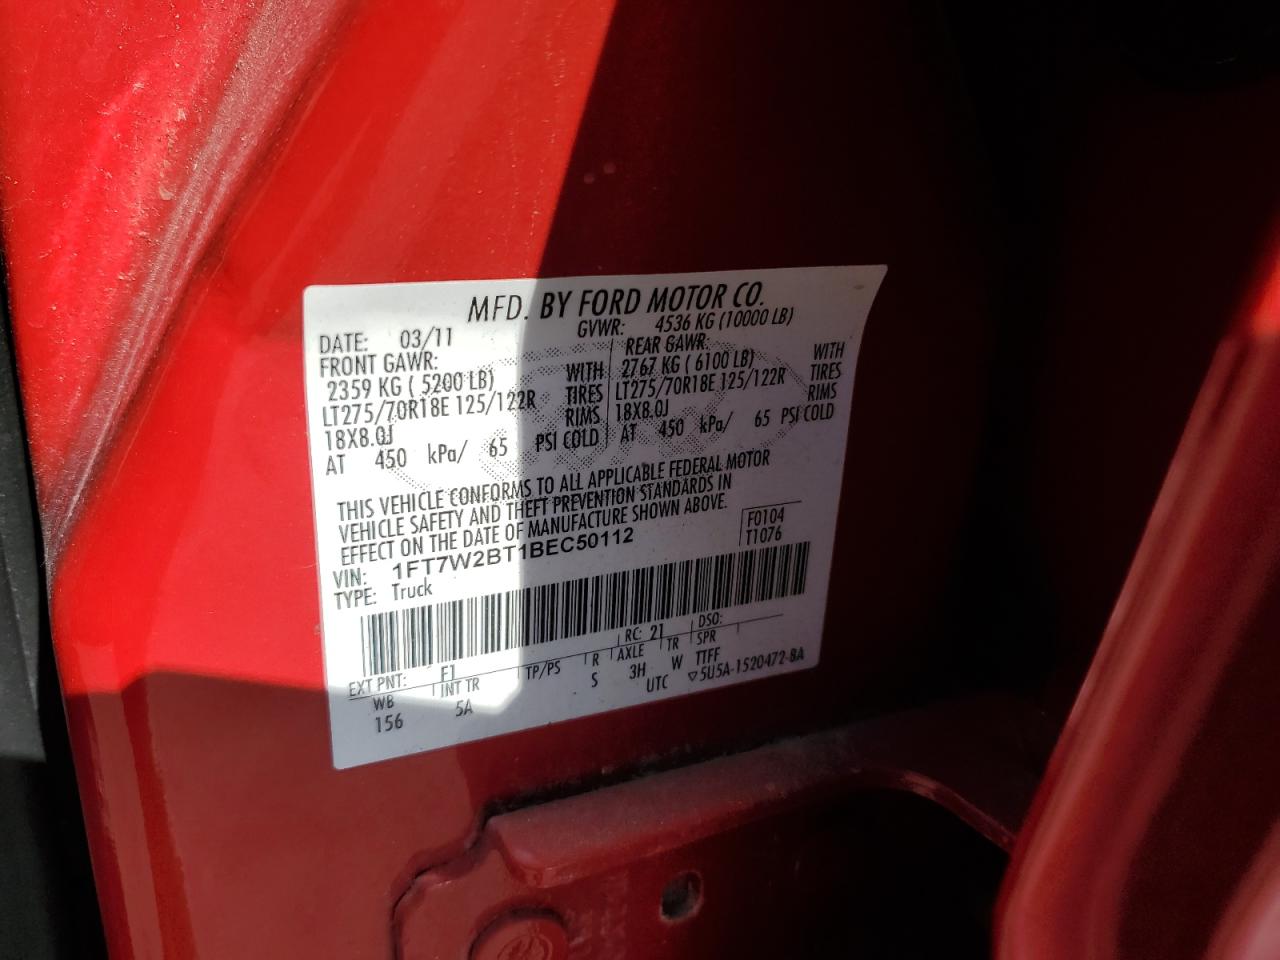 MFD. BY FORD MOTOR CO.
DATE: 03/11 GVWR: 4536 KG (10000 LB)
FRONT GAWR: REAR GAWR:
2359 KG ( 5200 LB) WITH 2767 KG ( 6100 LB) WITH
LT275/70R18E 125/122R TIRES LT275/70R18E 125/122R TIRES
18X8.0J RIMS 18X8.0J RIMS
AT 450 kPa/ 65 PSI COLD AT 450 kPa/ 65 PSI COLD
THIS VEHICLE CONFORMS TO ALL APPLICABLE FEDERAL MOTOR
VEHICLE SAFETY AND THEFT PREVENTION STANDARDS IN
EFFECT ON THE DATE OF MANUFACTURE SHOWN ABOVE.
F0104
T1076
VIN: 1FT7W2BT1BEC50112
TYPE: Truck
EXT PNT: F1 RC: 21 DSO:
WB INT TR TP/PS R AXLE TR SPR
156 5A S 3H W TTFF
UTC ▽5U5A-1520472-BA